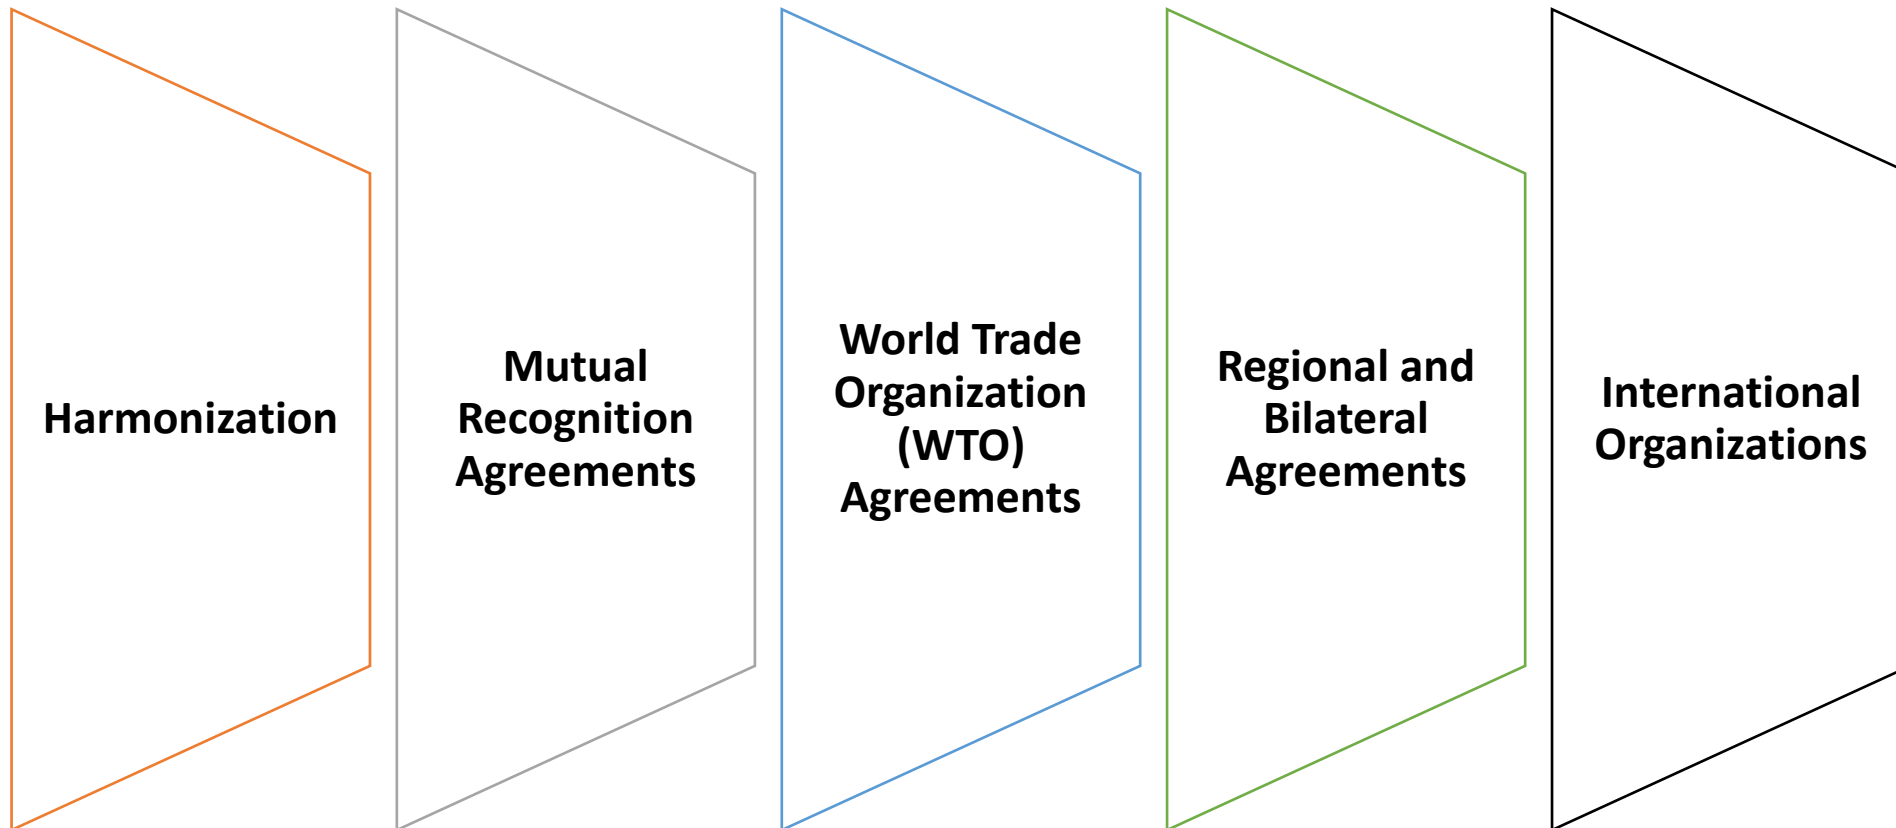 Harmonization
Mutual
Recognition
Agreements
World Trade
Organization
(WTO)
Agreements
Regional and
Bilateral
Agreements
International
Organizations